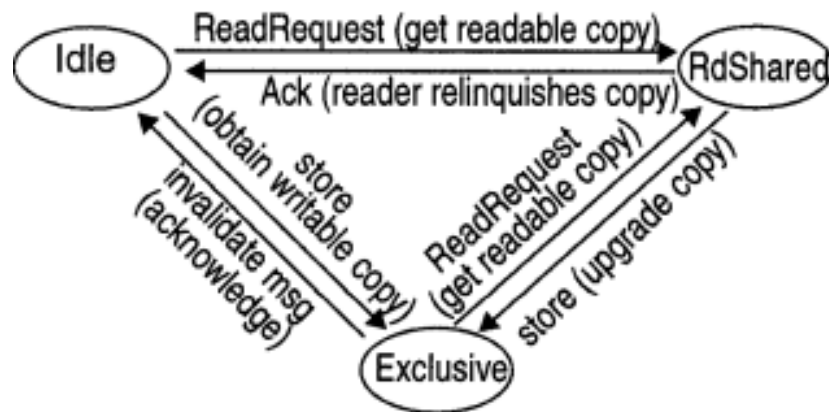 ReadRequest (get readable copy)
Idle
RdShared
Ack (reader relinquishes copy)
store
(obtain writable copy)
invalidate msg
(acknowledge)
ReadRequest
(get readable copy)
store (upgrade copy)
Exclusive